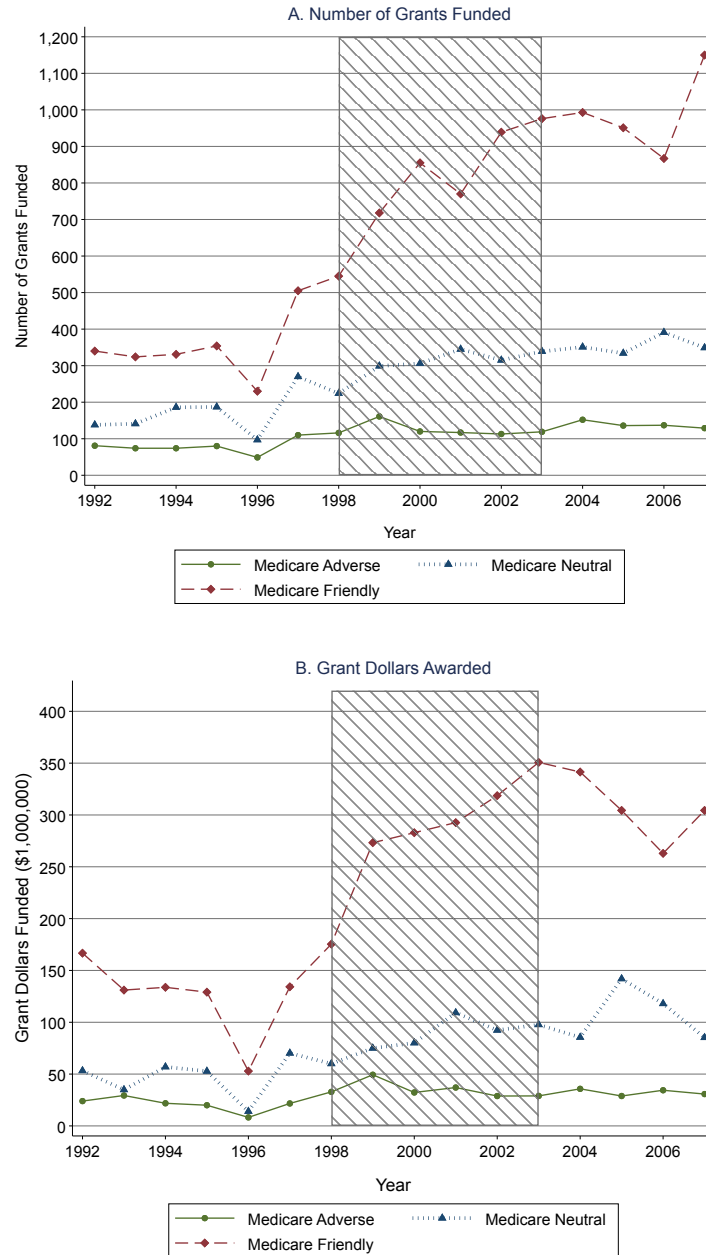 A. Number of Grants Funded
1,200
1,100
1,000
900
800
700
600
500
400
300
200
100
0
Number of Grants Funded
1992 1994 1996 1998 2000 2002 2004 2006
Year
Medicare Adverse Medicare Neutral
Medicare Friendly
B. Grant Dollars Awarded
400
350
300
250
200
150
100
50
0
Grant Dollars Funded ($1,000,000)
1992 1994 1996 1998 2000 2002 2004 2006
Year
Medicare Adverse Medicare Neutral
Medicare Friendly